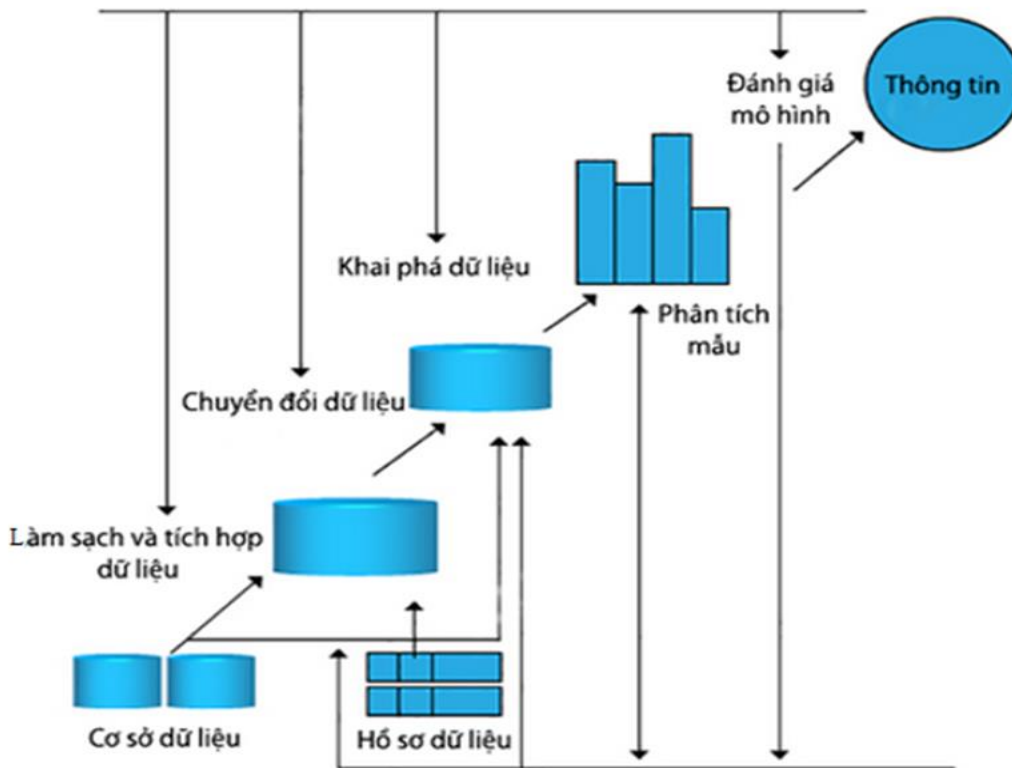 Đánh giá
mô hình
Thông tin
Khai phá dữ liệu
Phân tích
mẫu
Chuyển đổi dữ liệu
Làm sạch và tích hợp
dữ liệu
Cơ sở dữ liệu
Hồ sơ dữ liệu